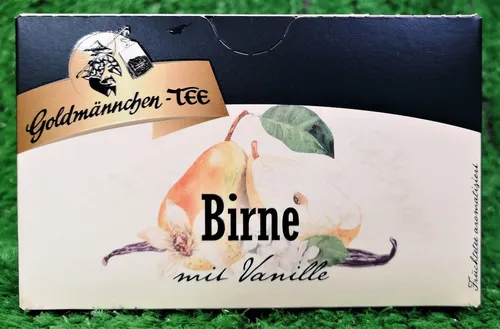 Goldmännchen-TEE
Birne
mit Vanille
Früchtetee aromatisiert